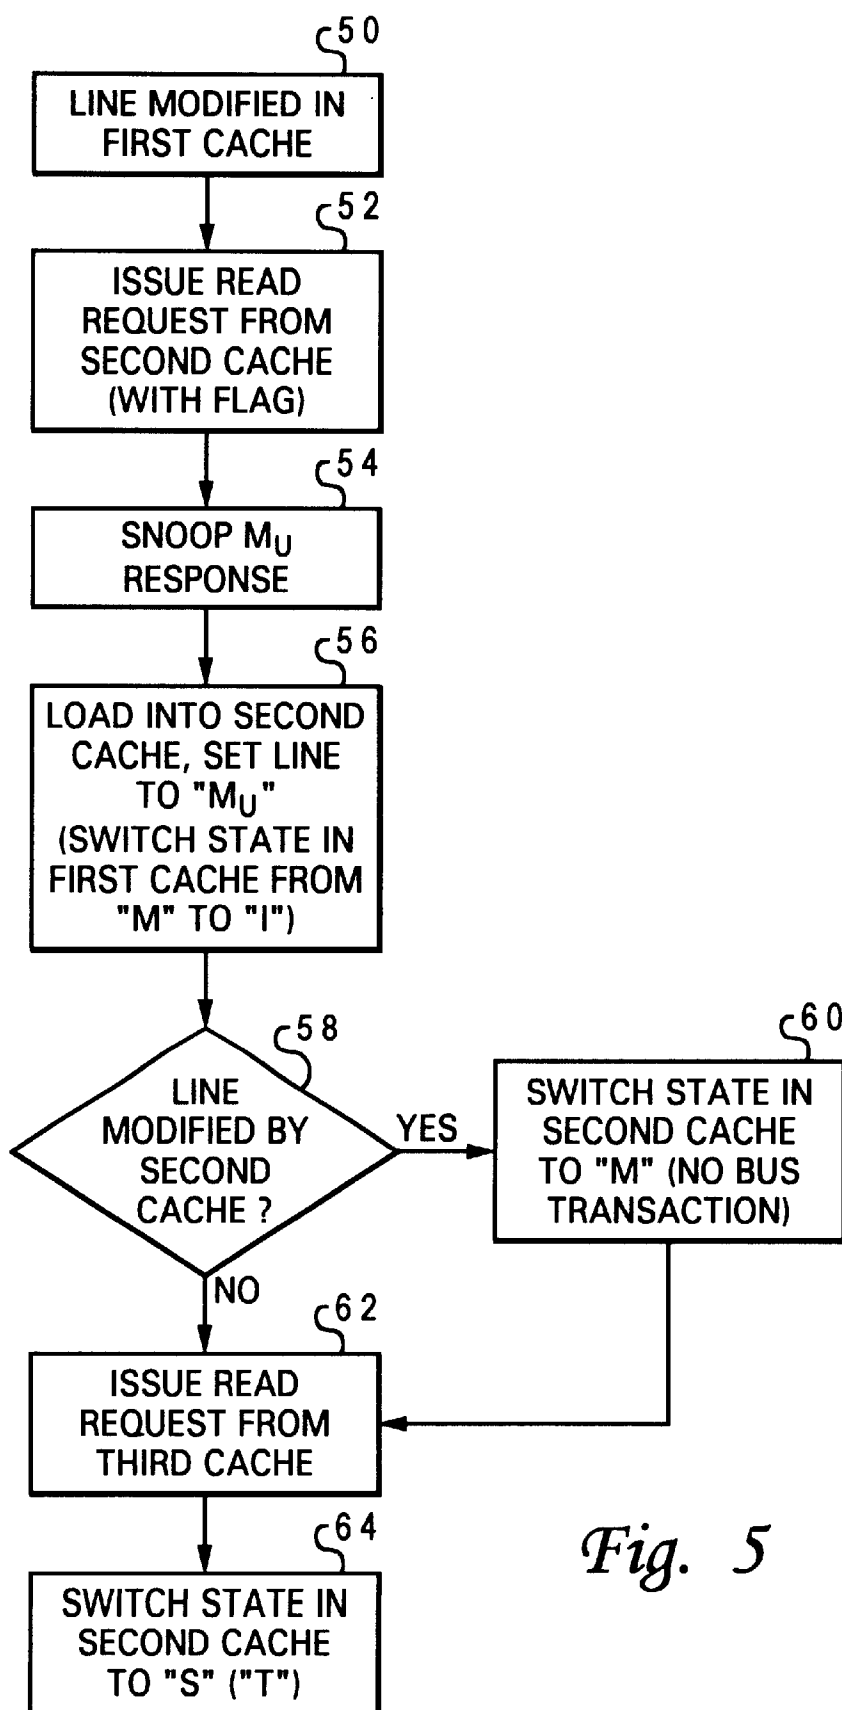 50
LINE MODIFIED IN
FIRST CACHE
52
ISSUE READ
REQUEST FROM
SECOND CACHE
(WITH FLAG)
54
SNOOP MU
RESPONSE
56
LOAD INTO SECOND
CACHE, SET LINE
TO "MU"
(SWITCH STATE IN
FIRST CACHE FROM
"M" TO "I")
58
LINE
MODIFIED BY
SECOND
CACHE ?
YES
60
SWITCH STATE IN
SECOND CACHE
TO "M" (NO BUS
TRANSACTION)
NO
62
ISSUE READ
REQUEST FROM
THIRD CACHE
64
SWITCH STATE IN
SECOND CACHE
TO "S" ("T")
Fig. 5